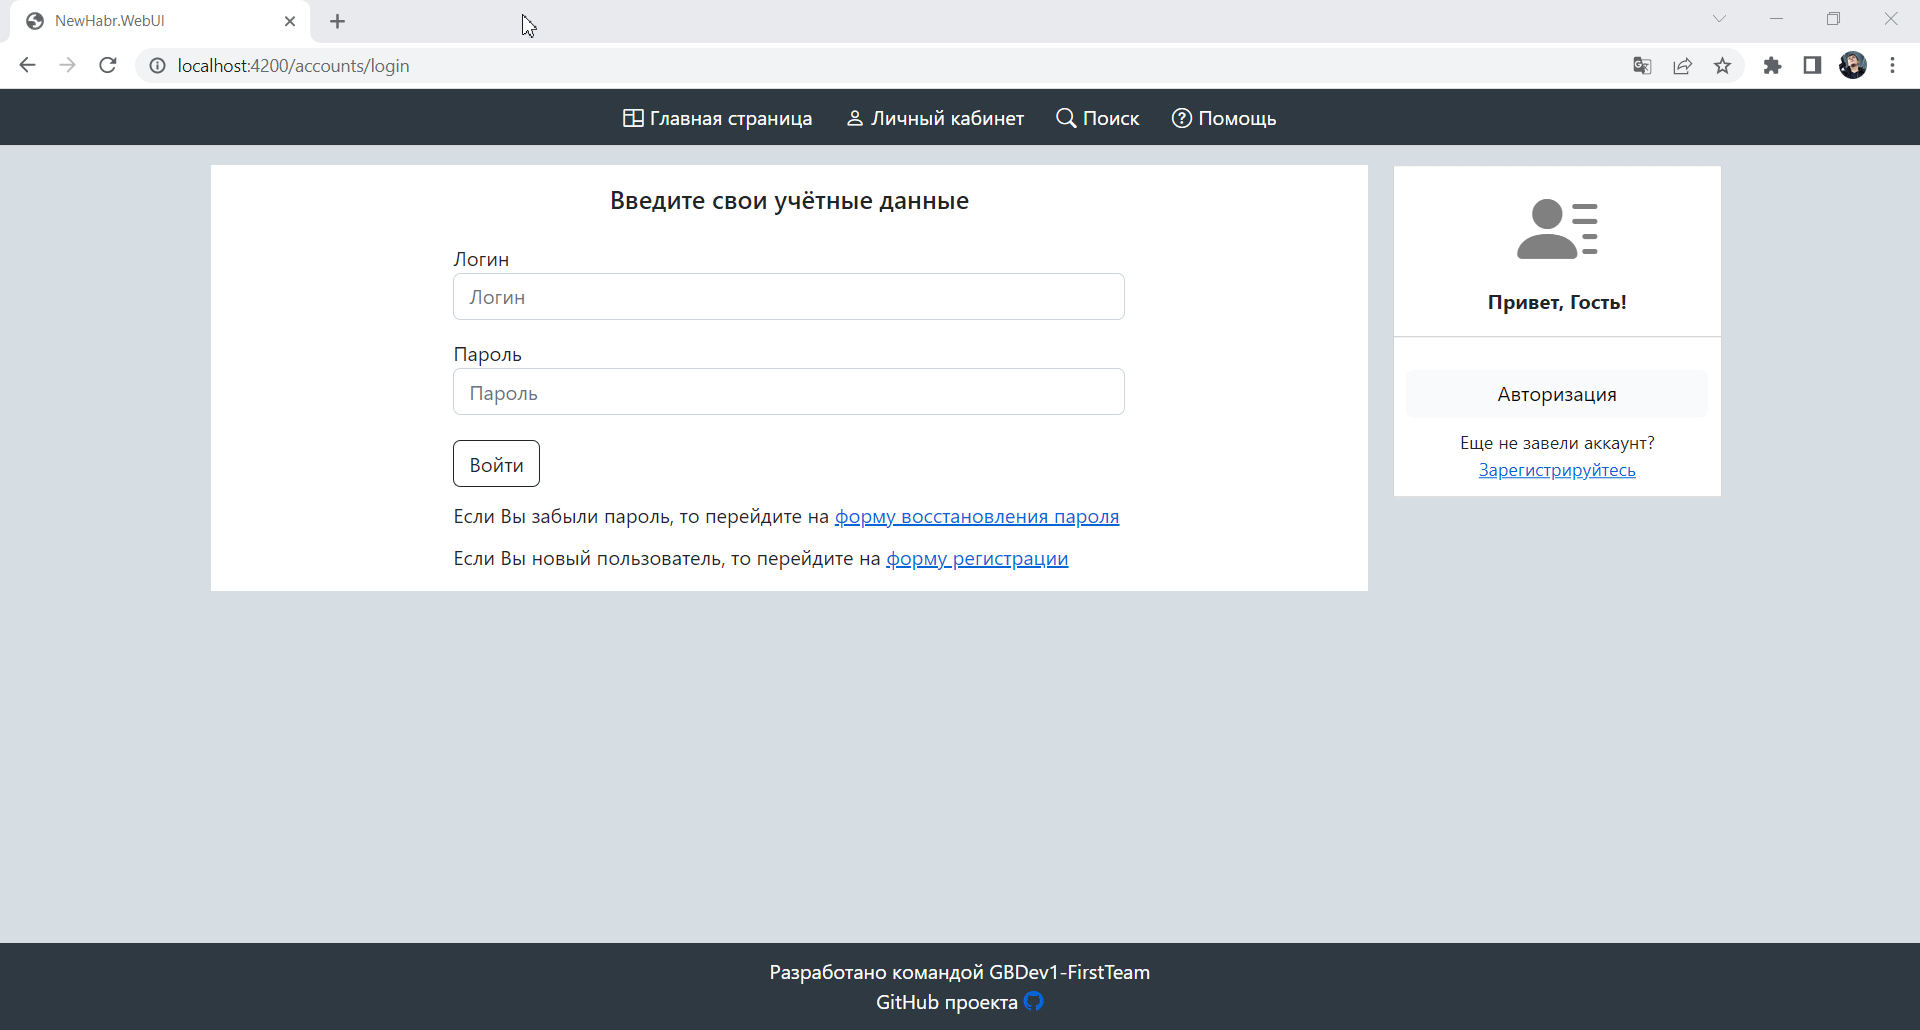 NewHabr.WebUI
localhost:4200/accounts/login
Главная страница
Личный кабинет
Поиск
Помощь
Введите свои учётные данные
Логин
Логин
Пароль
Пароль
Войти
Если Вы забыли пароль, то перейдите на форму восстановления пароля
Если Вы новый пользователь, то перейдите на форму регистрации
Привет, Гость!
Авторизация
Еще не завели аккаунт?
Зарегистрируйтесь
Разработано командой GBDev1-FirstTeam
GitHub проекта